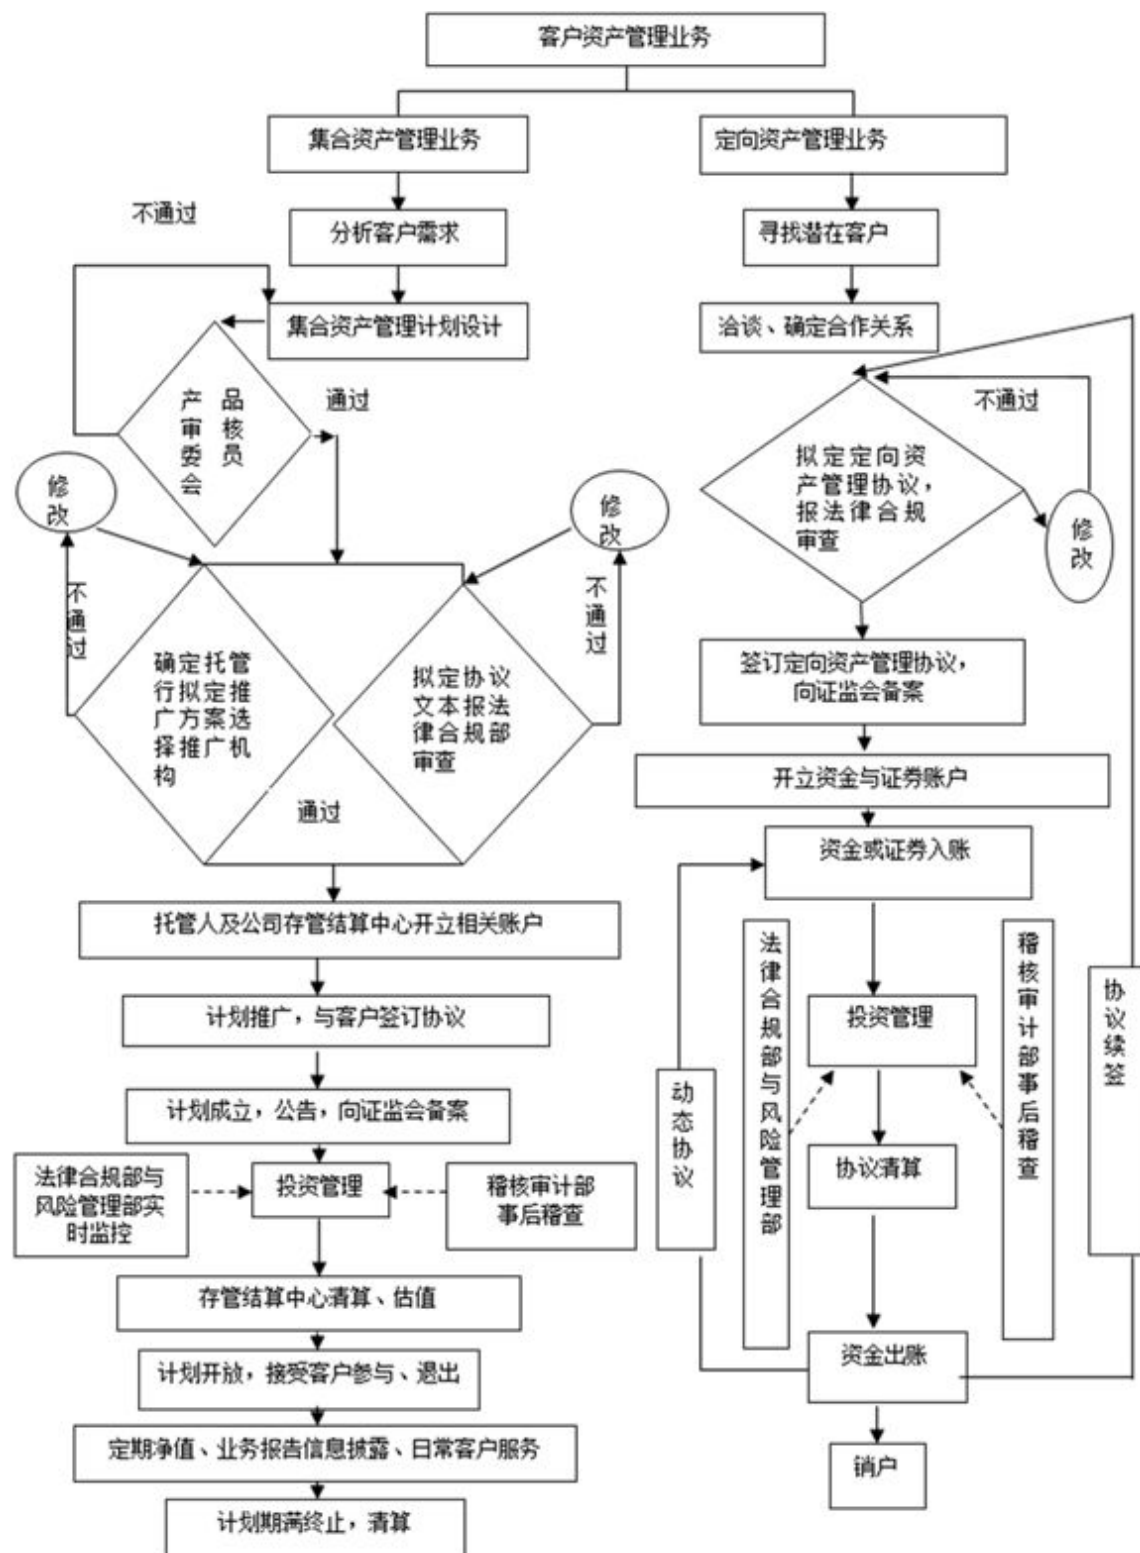 客户资产管理业务
集合资产管理业务
定向资产管理业务
不通过
分析客户需求
寻找潜在客户
集合资产管理计划设计
洽谈、确定合作关系
产品
审核
委员
会
通过
不通过
修
改
修
改
拟定定向资
产管理协议，
报法律合规
审查
修
改
不
通
过
不
通
过
确定托管
行拟定推
广方案选
择推广机
构
拟定协议
文本报法
律合规部
审查
签订定向资产管理协议，
向证监会备案
通过
开立资金与证券账户
资金或证券入账
托管人及公司存管结算中心开立相关账户
计划推广，与客户签订协议
计划成立，公告，向证监会备案
法律合规部与
风险管理部实
时监控
投资管理
稽核审计部
事后稽查
法
律
合
规
部
与
风
险
管
理
部
投资管理
稽
核
审
计
部
事
后
稽
查
协
议
续
签
动
态
协
议
协议清算
存管结算中心清算、估值
计划开放，接受客户参与、退出
资金出账
定期净值、业务报告信息披露、日常客户服务
销户
计划期满终止，清算